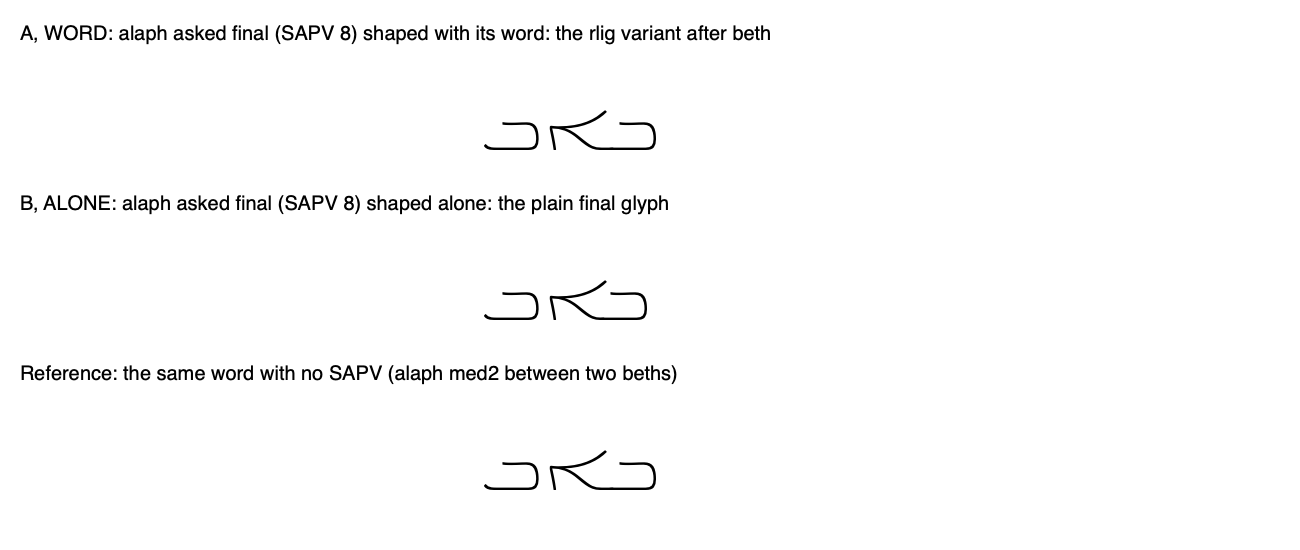 A, WORD: alaph asked final (SAPV 8) shaped with its word: the rlig variant after beth
ܒܐܒ
B, ALONE: alaph asked final (SAPV 8) shaped alone: the plain final glyph
ܒܐܒ
Reference: the same word with no SAPV (alaph med2 between two beths)
ܒܐܒ